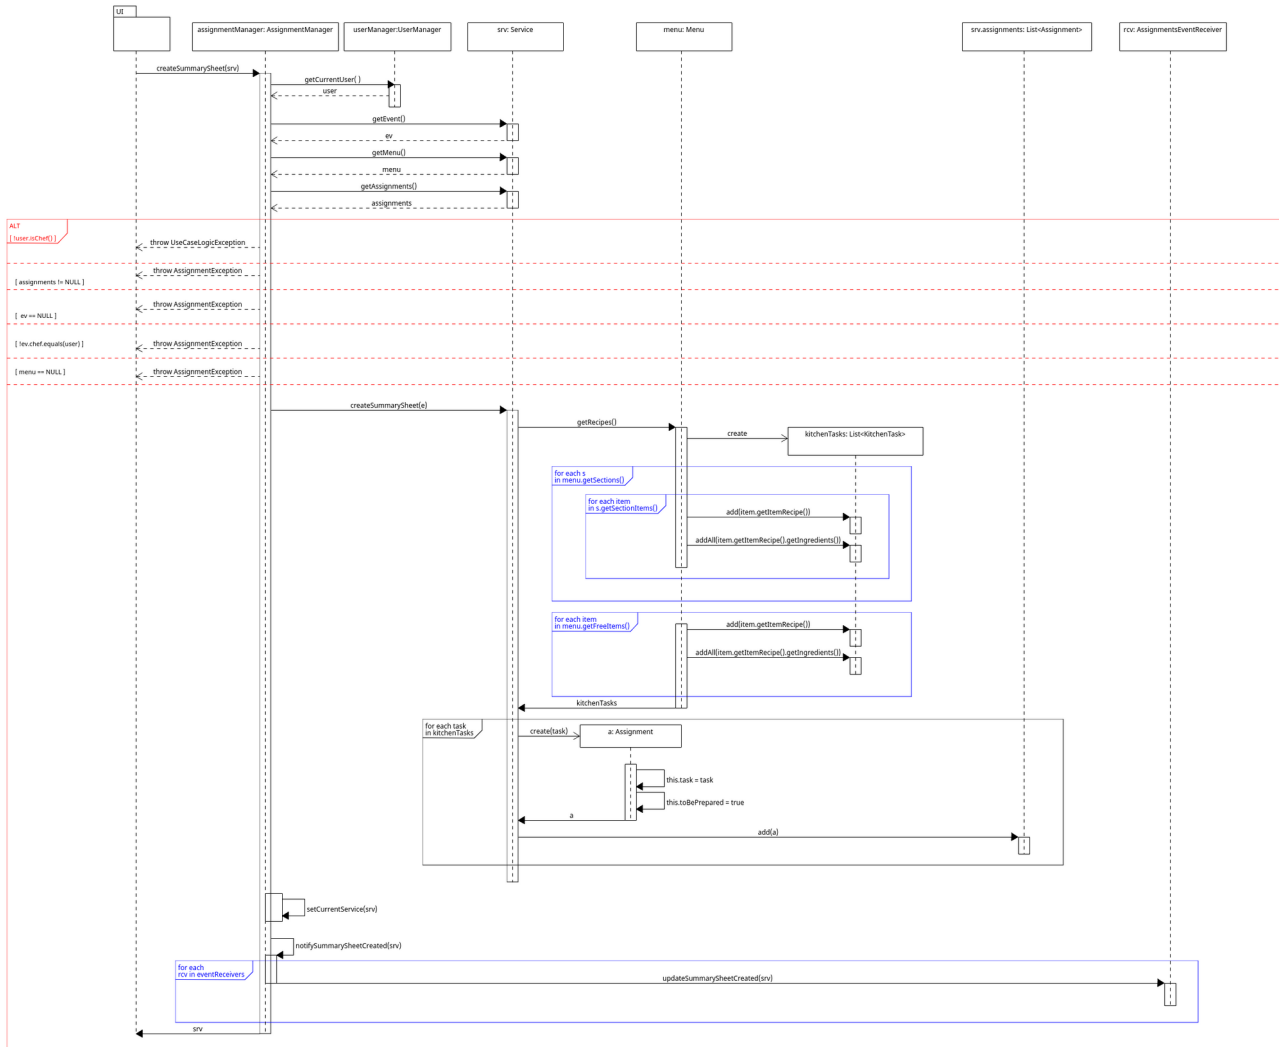 UI
assignmentManager: AssignmentManager
userManager:UserManager
srv: Service
menu: Menu
srv.assignments: List<Assignment>
rcv: AssignmentsEventReceiver
createSummarySheet(srv)
getCurrentUser( )
user
getEvent()
ev
getMenu()
menu
getAssignments()
assignments
ALT
[ !user.isChef() ]
throw UseCaseLogicException
throw AssignmentException
[ assignments != NULL ]
throw AssignmentException
[  ev == NULL ]
throw AssignmentException
[ !ev.chef.equals(user) ]
throw AssignmentException
[ menu == NULL ]
createSummarySheet(e)
getRecipes()
create
kitchenTasks: List<KitchenTask>
for each s
in menu.getSections()
for each item
in s.getSectionItems()
add(item.getItemRecipe())
addAll(item.getItemRecipe().getIngredients())
for each item
in menu.getFreeItems()
add(item.getItemRecipe())
addAll(item.getItemRecipe().getIngredients())
kitchenTasks
for each task
in kitchenTasks
create(task)
a: Assignment
this.task = task
this.toBePrepared = true
a
add(a)
setCurrentService(srv)
notifySummarySheetCreated(srv)
for each
rcv in eventReceivers
updateSummarySheetCreated(srv)
srv